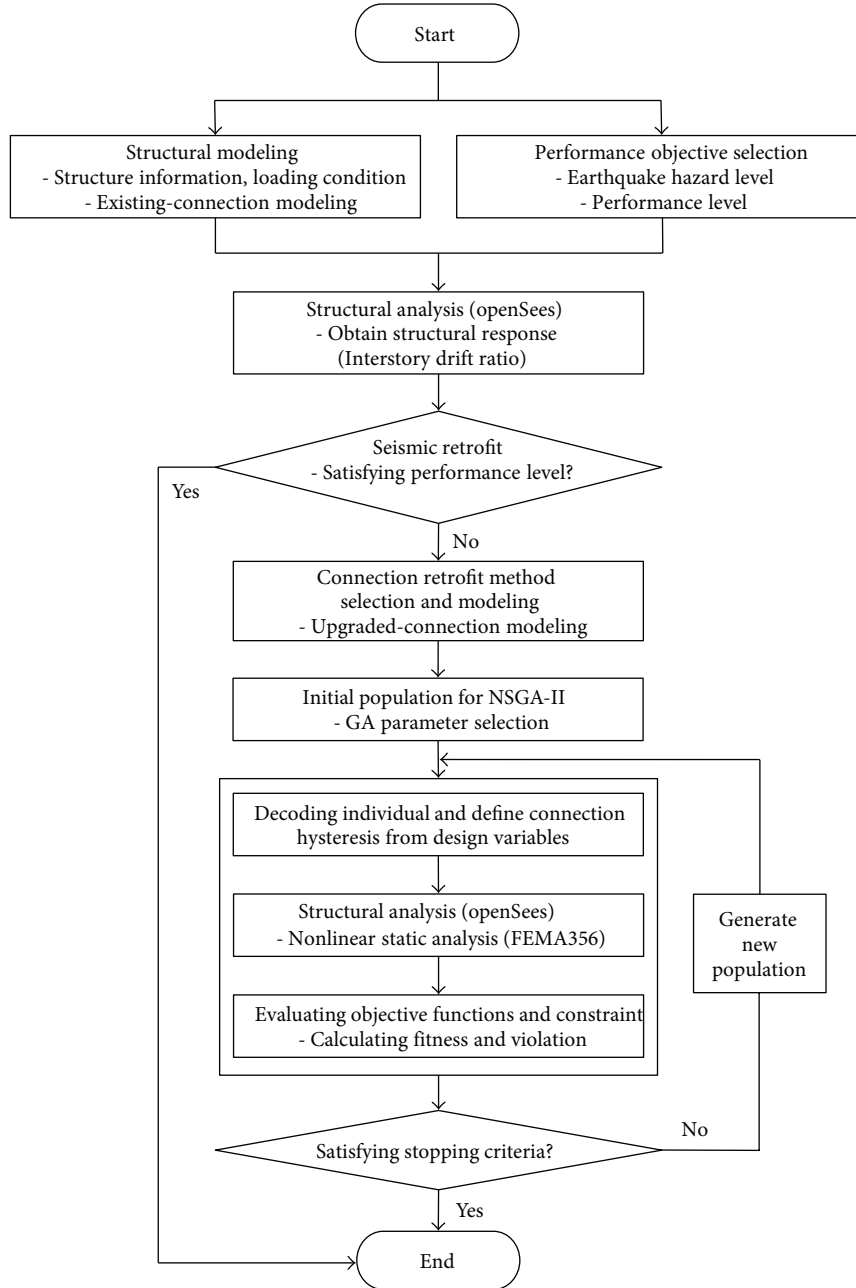 Start
Structural modeling
- Structure information, loading condition
- Existing-connection modeling
Performance objective selection
- Earthquake hazard level
- Performance level
Structural analysis (openSees)
- Obtain structural response
(Interstory drift ratio)
Seismic retrofit
- Satisfying performance level?
Yes
No
Connection retrofit method
selection and modeling
- Upgraded-connection modeling
Initial population for NSGA-II
- GA parameter selection
Decoding individual and define connection
hysteresis from design variables
Structural analysis (openSees)
- Nonlinear static analysis (FEMA356)
Generate
new
population
Evaluating objective functions and constraint
- Calculating fitness and violation
Satisfying stopping criteria?
No
Yes
End